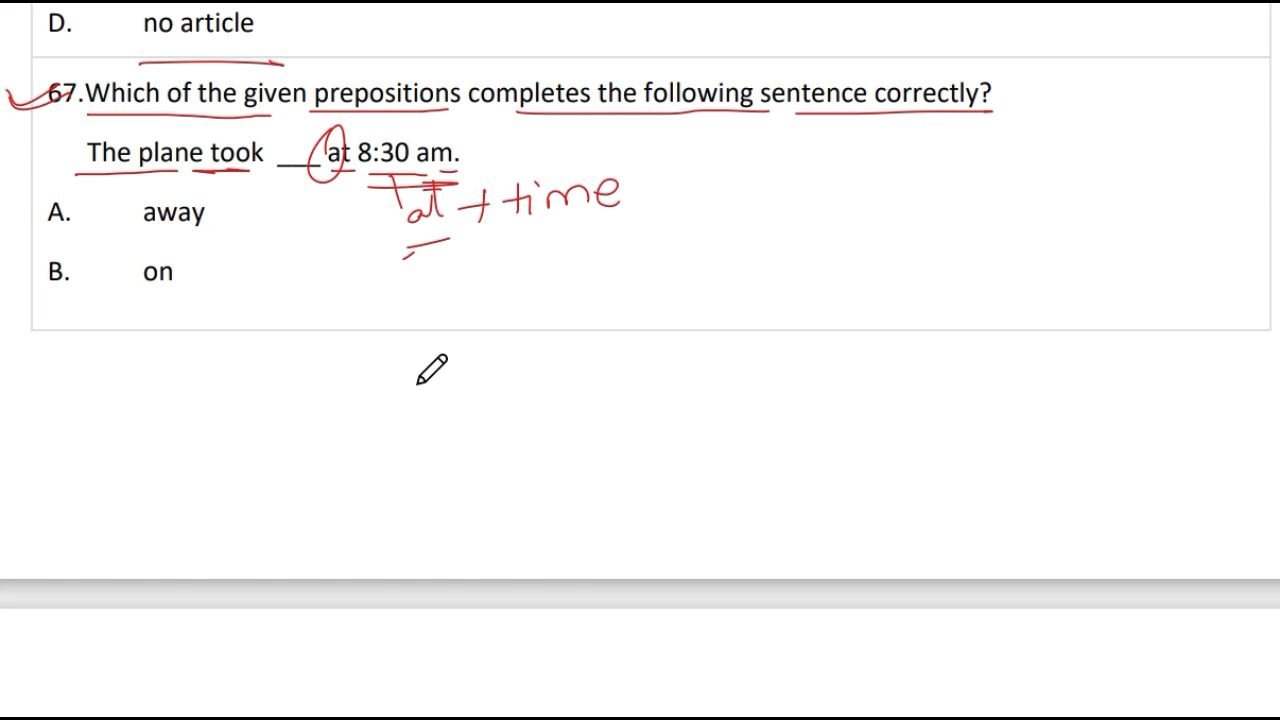 D. no article
67.Which of the given prepositions completes the following sentence correctly?
The plane took ___ at 8:30 am.
at + time
A. away
B. on